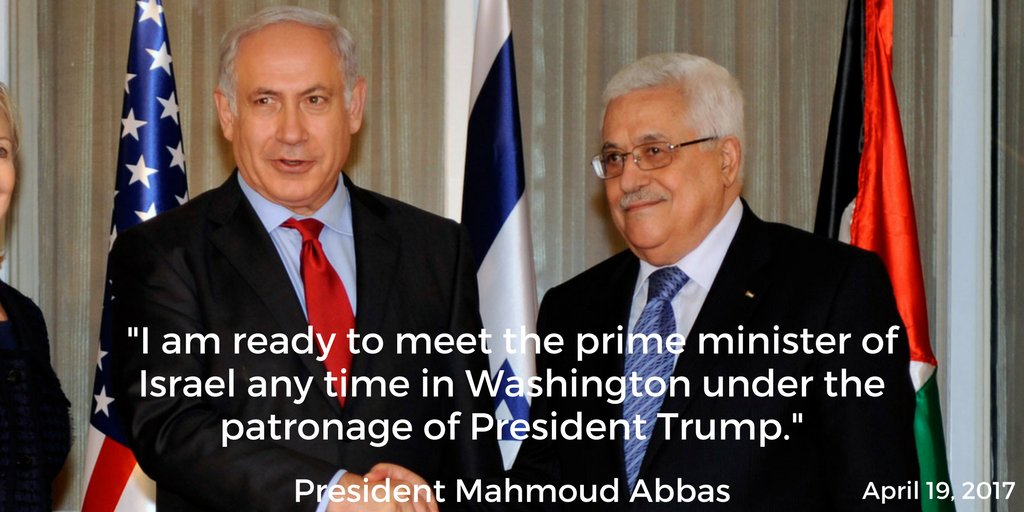 "I am ready to meet the prime minister of
Israel any time in Washington under the
patronage of President Trump."
President Mahmoud Abbas
April 19, 2017